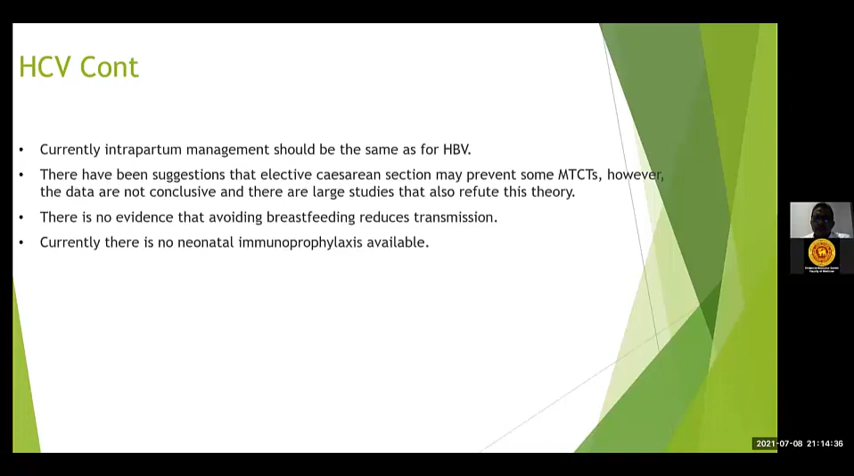 HCV Cont
• Currently intrapartum management should be the same as for HBV.
• There have been suggestions that elective caesarean section may prevent some MTCTs, however,
the data are not conclusive and there are large studies that also refute this theory.
• There is no evidence that avoiding breastfeeding reduces transmission.
• Currently there is no neonatal immunoprophylaxis available.
Faculty of Medicine
2021-07-08 21:14:36